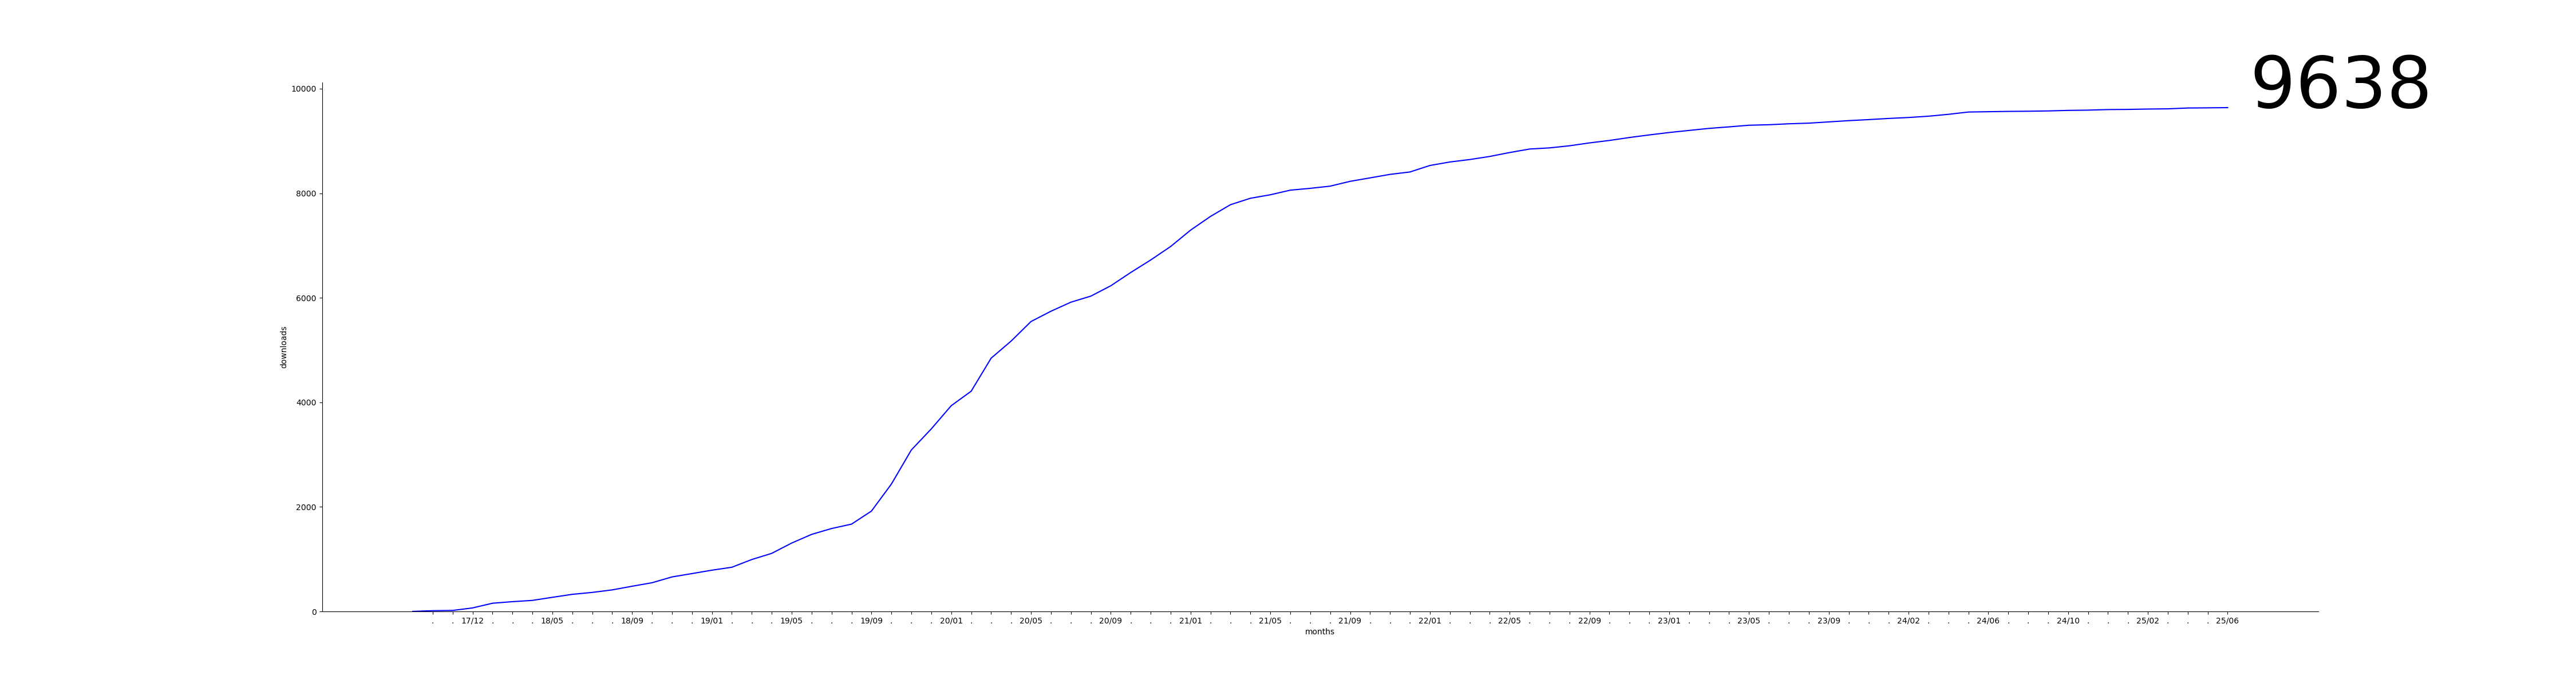 9638
10000
8000
6000
4000
2000
0
downloads
. . 17/12 . . . 18/05 . . . 18/09 . . . 19/01 . . . 19/05 . . . 19/09 . . . 20/01 . . . 20/05 . . . 20/09 . . . 21/01 . . . 21/05 . . . 21/09 . . . 22/01 . . . 22/05 . . . 22/09 . . . 23/01 . . . 23/05 . . . 23/09 . . . 24/02 . . . 24/06 . . . 24/10 . . . 25/02 . . . 25/06
months